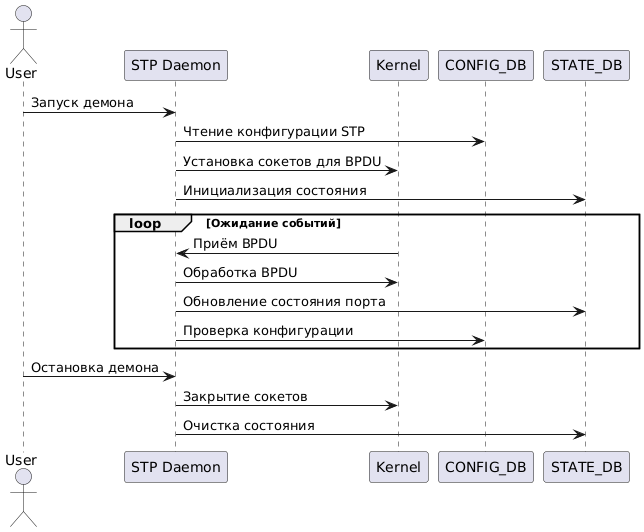 User
STP Daemon
Kernel
CONFIG_DB
STATE_DB
Запуск демона
Чтение конфигурации STP
Установка сокетов для BPDU
Инициализация состояния
loop
[Ожидание событий]
Приём BPDU
Обработка BPDU
Обновление состояния порта
Проверка конфигурации
Остановка демона
Закрытие сокетов
Очистка состояния
User
STP Daemon
Kernel
CONFIG_DB
STATE_DB